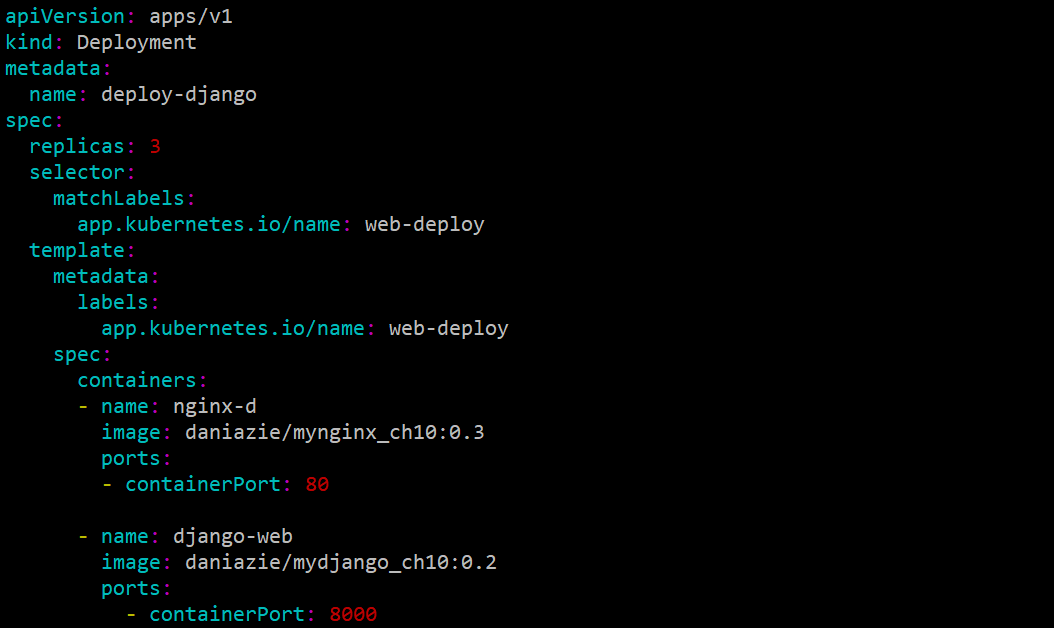 apiVersion: apps/v1
kind: Deployment
metadata:
  name: deploy-django
spec:
  replicas: 3
  selector:
    matchLabels:
      app.kubernetes.io/name: web-deploy
  template:
    metadata:
      labels:
        app.kubernetes.io/name: web-deploy
    spec:
      containers:
      - name: nginx-d
        image: daniazie/mynginx_ch10:0.3
        ports:
        - containerPort: 80

      - name: django-web
        image: daniazie/mydjango_ch10:0.2
        ports:
          - containerPort: 8000